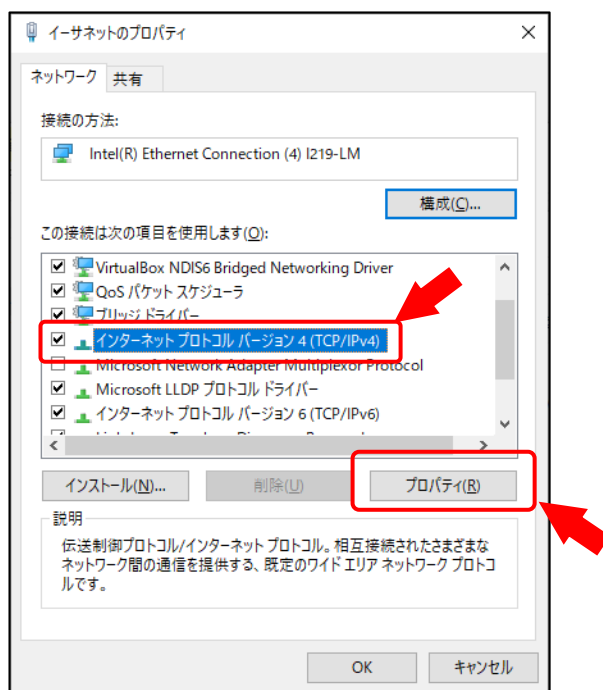 イーサネットのプロパティ
ネットワーク 共有
接続の方法:
Intel(R) Ethernet Connection (4) I219-LM
構成(C)...
この接続は次の項目を使用します(O):
VirtualBox NDIS6 Bridged Networking Driver
QoS パケット スケジューラ
ブリッジ ドライバー
インターネット プロトコル バージョン 4 (TCP/IPv4)
Microsoft Network Adapter Multiplexor Protocol
Microsoft LLDP プロトコル ドライバー
インターネット プロトコル バージョン 6 (TCP/IPv6)
インストール(N)... 削除(U) プロパティ(R)
説明
伝送制御プロトコル/インターネット プロトコル。相互接続されたさまざまな
ネットワーク間の通信を提供する、既定のワイド エリア ネットワーク プロトコ
ルです。
OK キャンセル